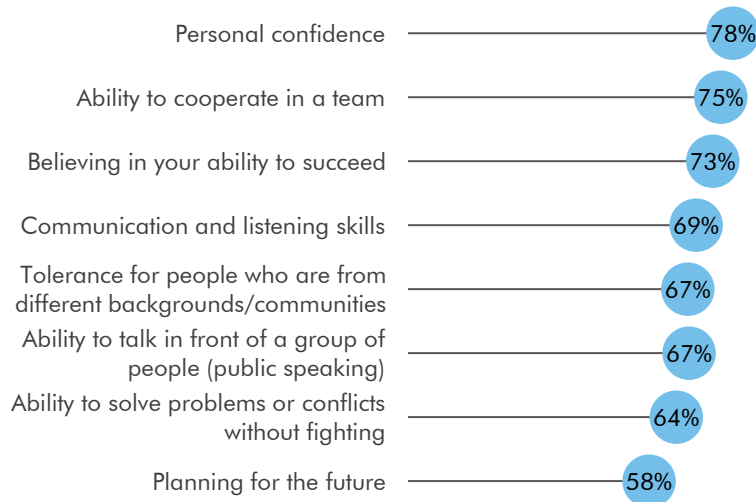 Personal confidence 78%
Ability to cooperate in a team 75%
Believing in your ability to succeed 73%
Communication and listening skills 69%
Tolerance for people who are from
different backgrounds/communities 67%
Ability to talk in front of a group of
people (public speaking) 67%
Ability to solve problems or conflicts
without fighting 64%
Planning for the future 58%